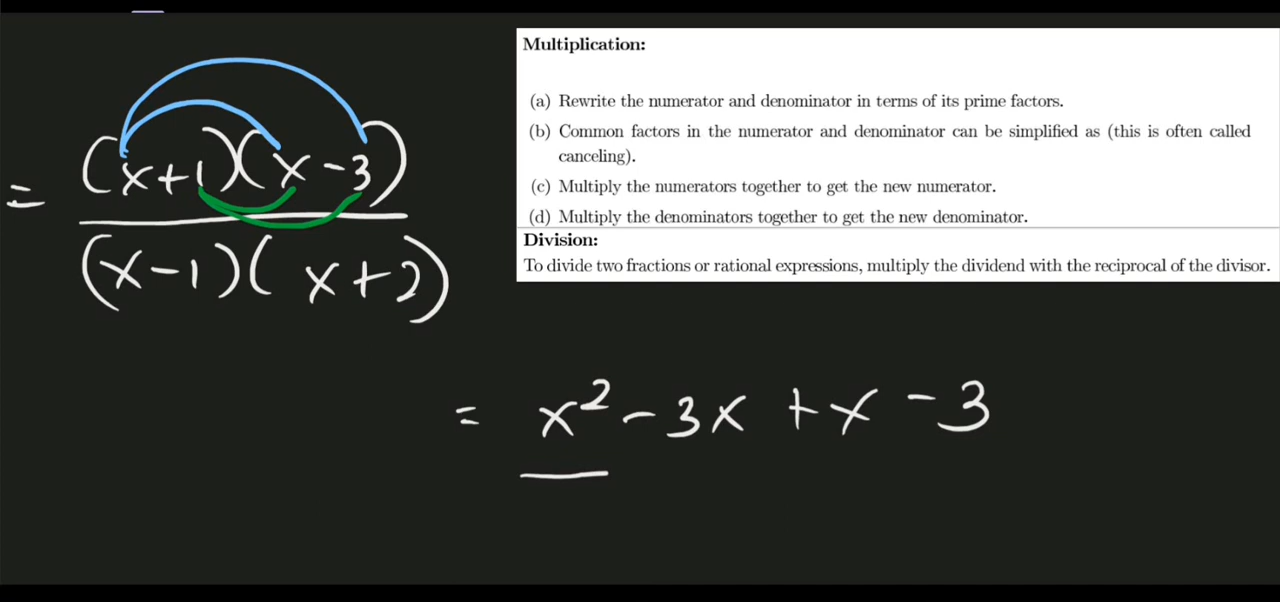 = (x+1)(x-3)
(x-1)(x+2)
Multiplication:
(a) Rewrite the numerator and denominator in terms of its prime factors.
(b) Common factors in the numerator and denominator can be simplified as (this is often called
canceling).
(c) Multiply the numerators together to get the new numerator.
(d) Multiply the denominators together to get the new denominator.
Division:
To divide two fractions or rational expressions, multiply the dividend with the reciprocal of the divisor.
= x² - 3x + x - 3